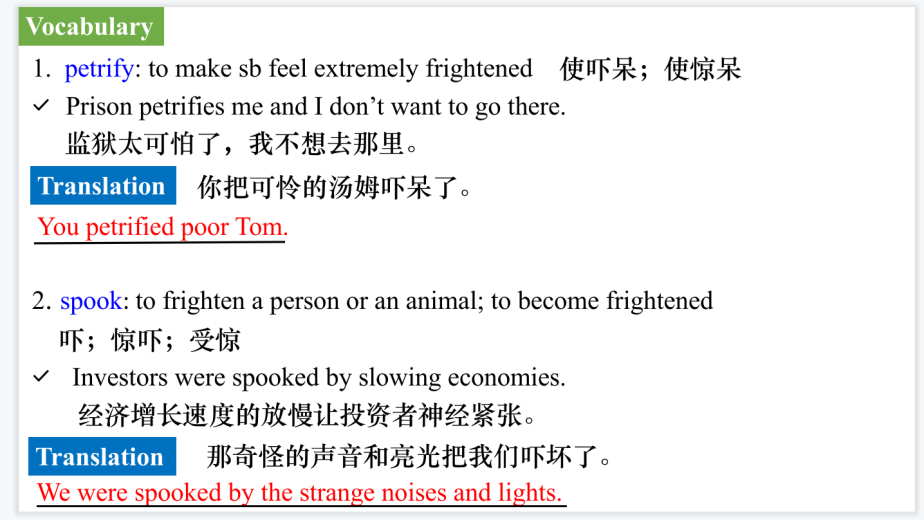 Vocabulary
1. petrify: to make sb feel extremely frightened 使吓呆；使惊呆
✓ Prison petrifies me and I don’t want to go there.
监狱太可怕了，我不想去那里。
Translation 你把可怜的汤姆吓呆了。
You petrified poor Tom.
2. spook: to frighten a person or an animal; to become frightened
吓；惊吓；受惊
✓ Investors were spooked by slowing economies.
经济增长速度的放慢让投资者神经紧张。
Translation 那奇怪的声音和亮光把我们吓坏了。
We were spooked by the strange noises and lights.